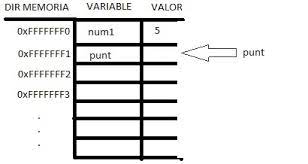 DIR MEMORIA VARIABLE VALOR
0xFFFFFFF0 num1 5
0xFFFFFFF1 punt punt
0xFFFFFFF2
0xFFFFFFF3
.
.
.